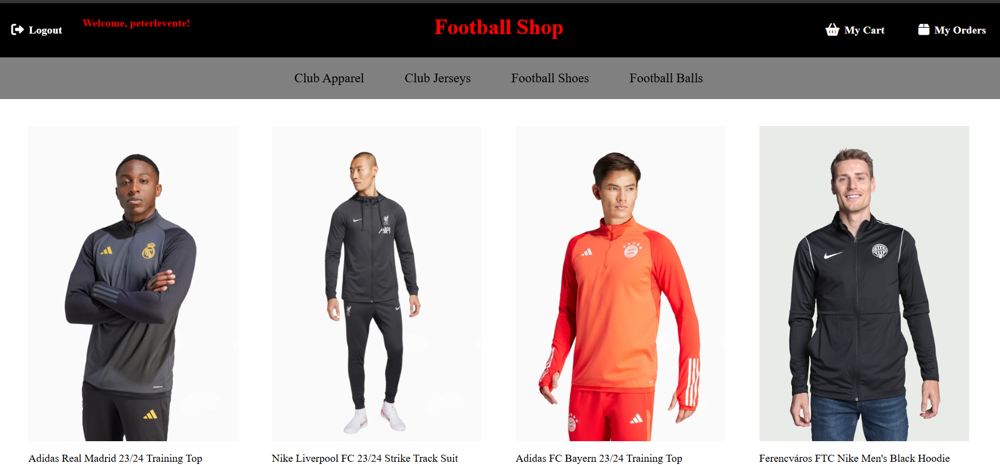 Logout
Welcome, peterlevente!
Football Shop
My Cart
My Orders
Club Apparel
Club Jerseys
Football Shoes
Football Balls
AXA
Adidas Real Madrid 23/24 Training Top
Nike Liverpool FC 23/24 Strike Track Suit
Adidas FC Bayern 23/24 Training Top
Ferencváros FTC Nike Men's Black Hoodie